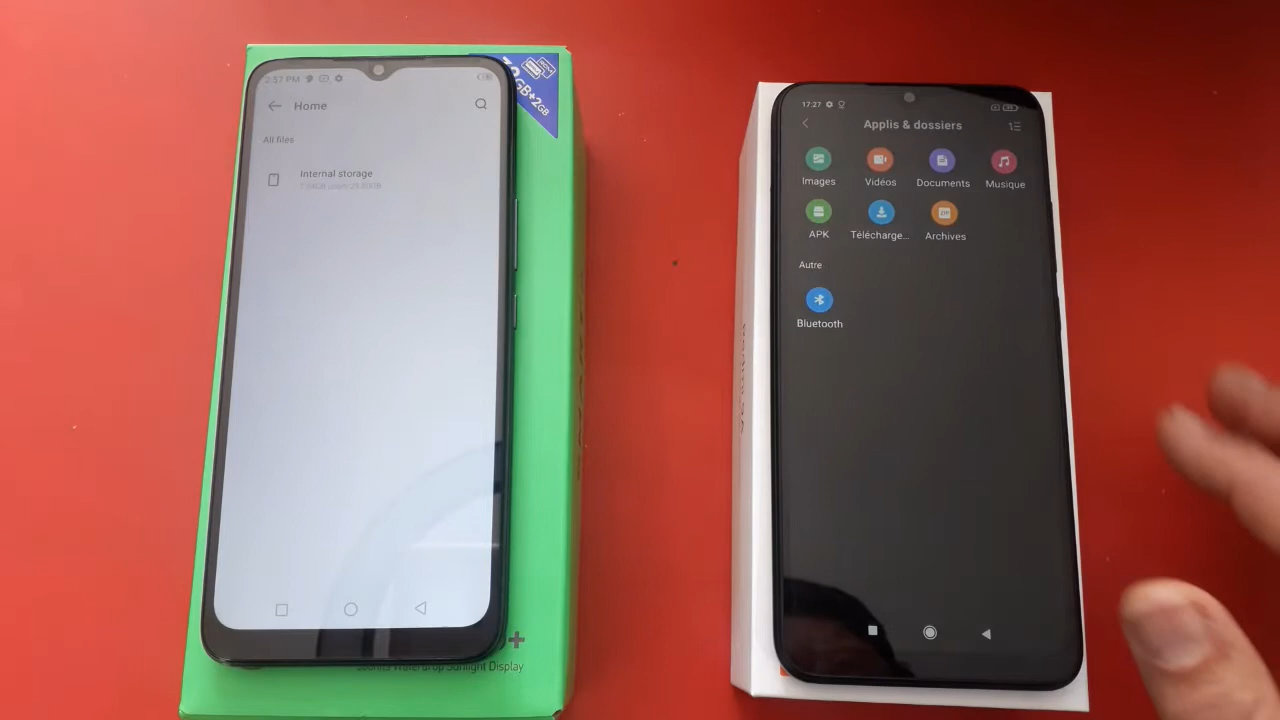 2:57 PM
Home
All files
Internal storage
GB+2GB
Waterdrop Sunlight Display
17:27
Applis & dossiers
Images
Vidéos
Documents
Musique
APK
Télécharge...
Archives
Autre
Bluetooth